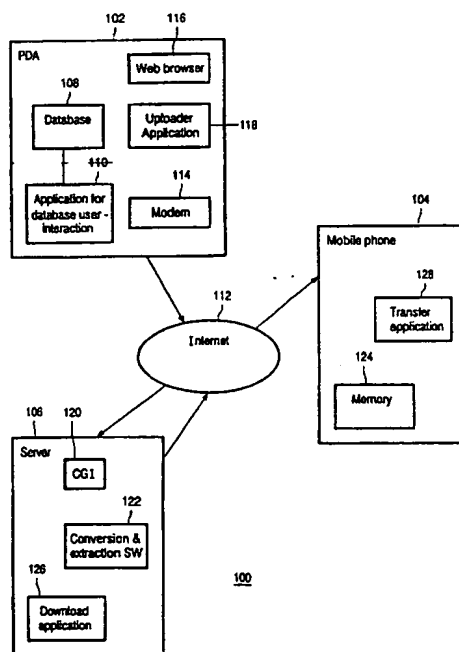 102
116
PDA
Web browser
108
Database
Uploader
Application
118
110
Application for
database user -
interaction
114
Modem
104
Mobile phone
128
Transfer
application
124
Memory
112
Internet
106
120
Server
CGI
122
Conversion &
extraction SW
126
Download
application
100